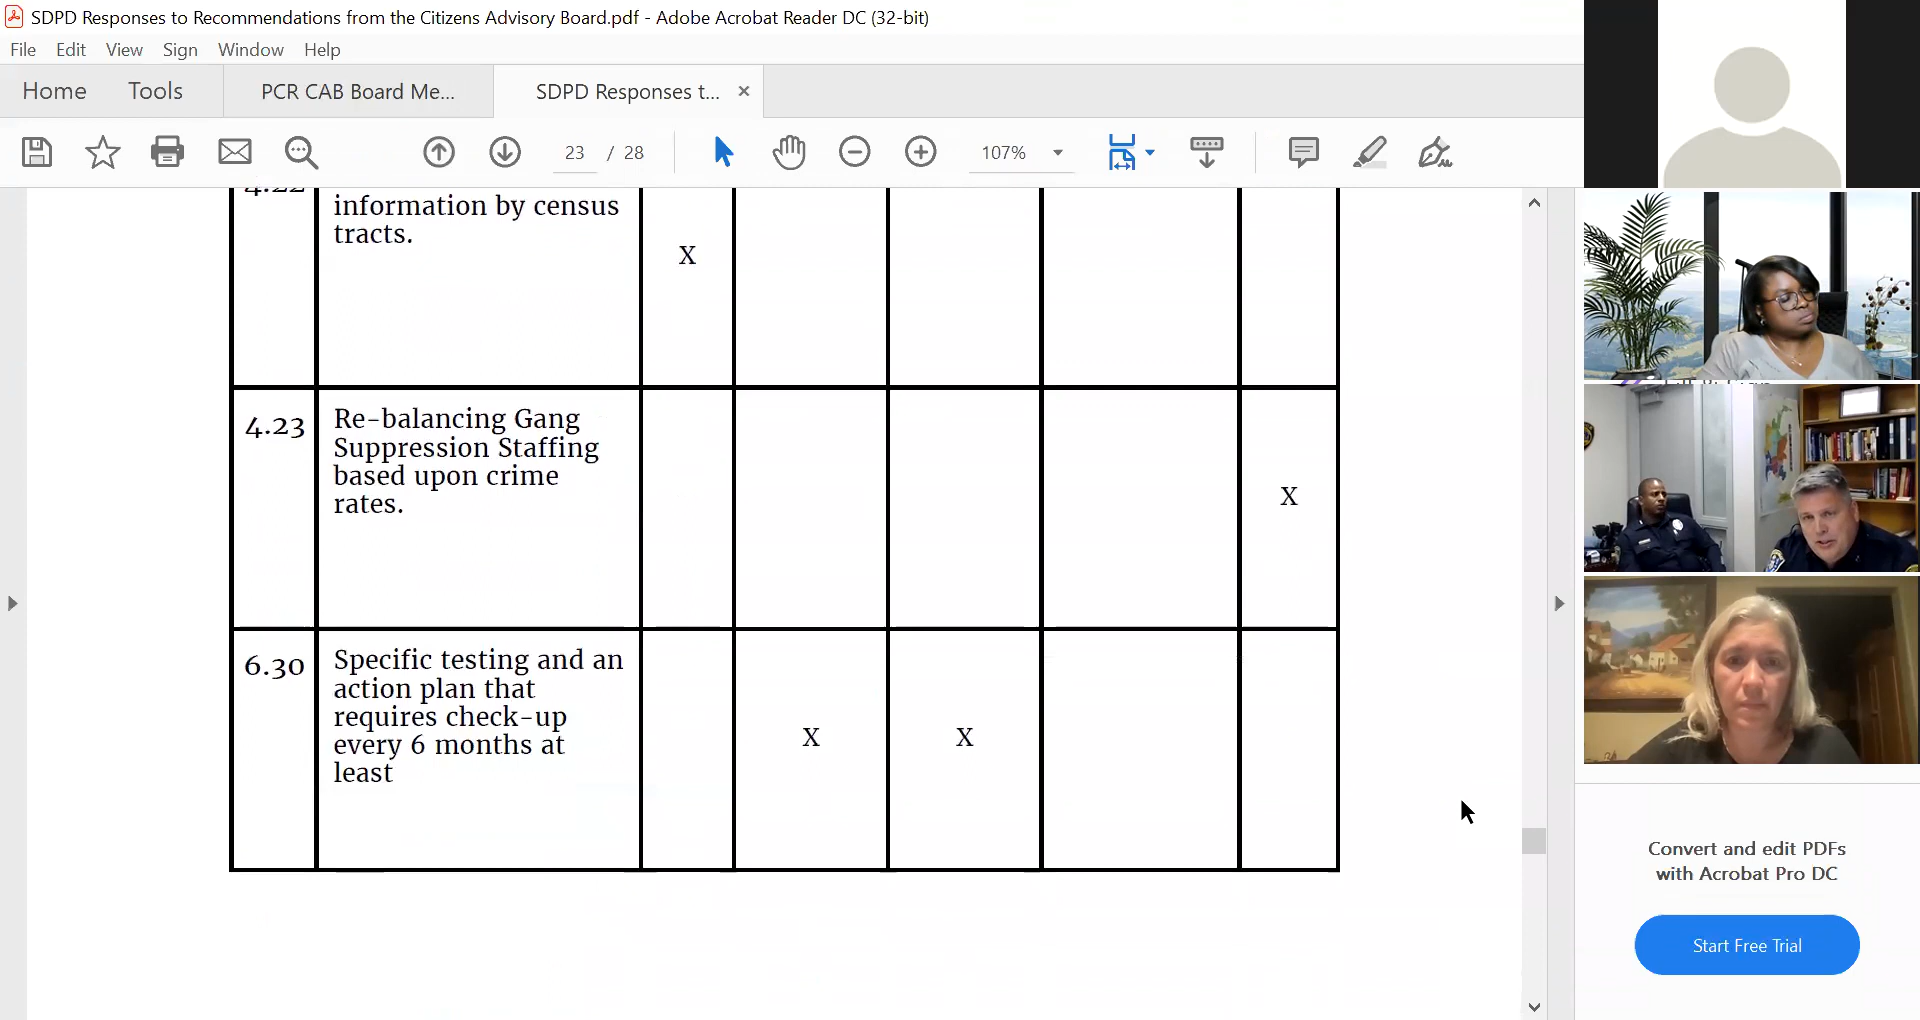 SDPD Responses to Recommendations from the Citizens Advisory Board.pdf - Adobe Acrobat Reader DC (32-bit)
File Edit View Sign Window Help
Home Tools PCR CAB Board Me... SDPD Responses t... ×
23 / 28 107%
4.22 information by census
tracts.
X
4.23 Re-balancing Gang
Suppression Staffing
based upon crime
rates.
X
6.30 Specific testing and an
action plan that
requires check-up
every 6 months at
least
X X
Convert and edit PDFs
with Acrobat Pro DC
Start Free Trial